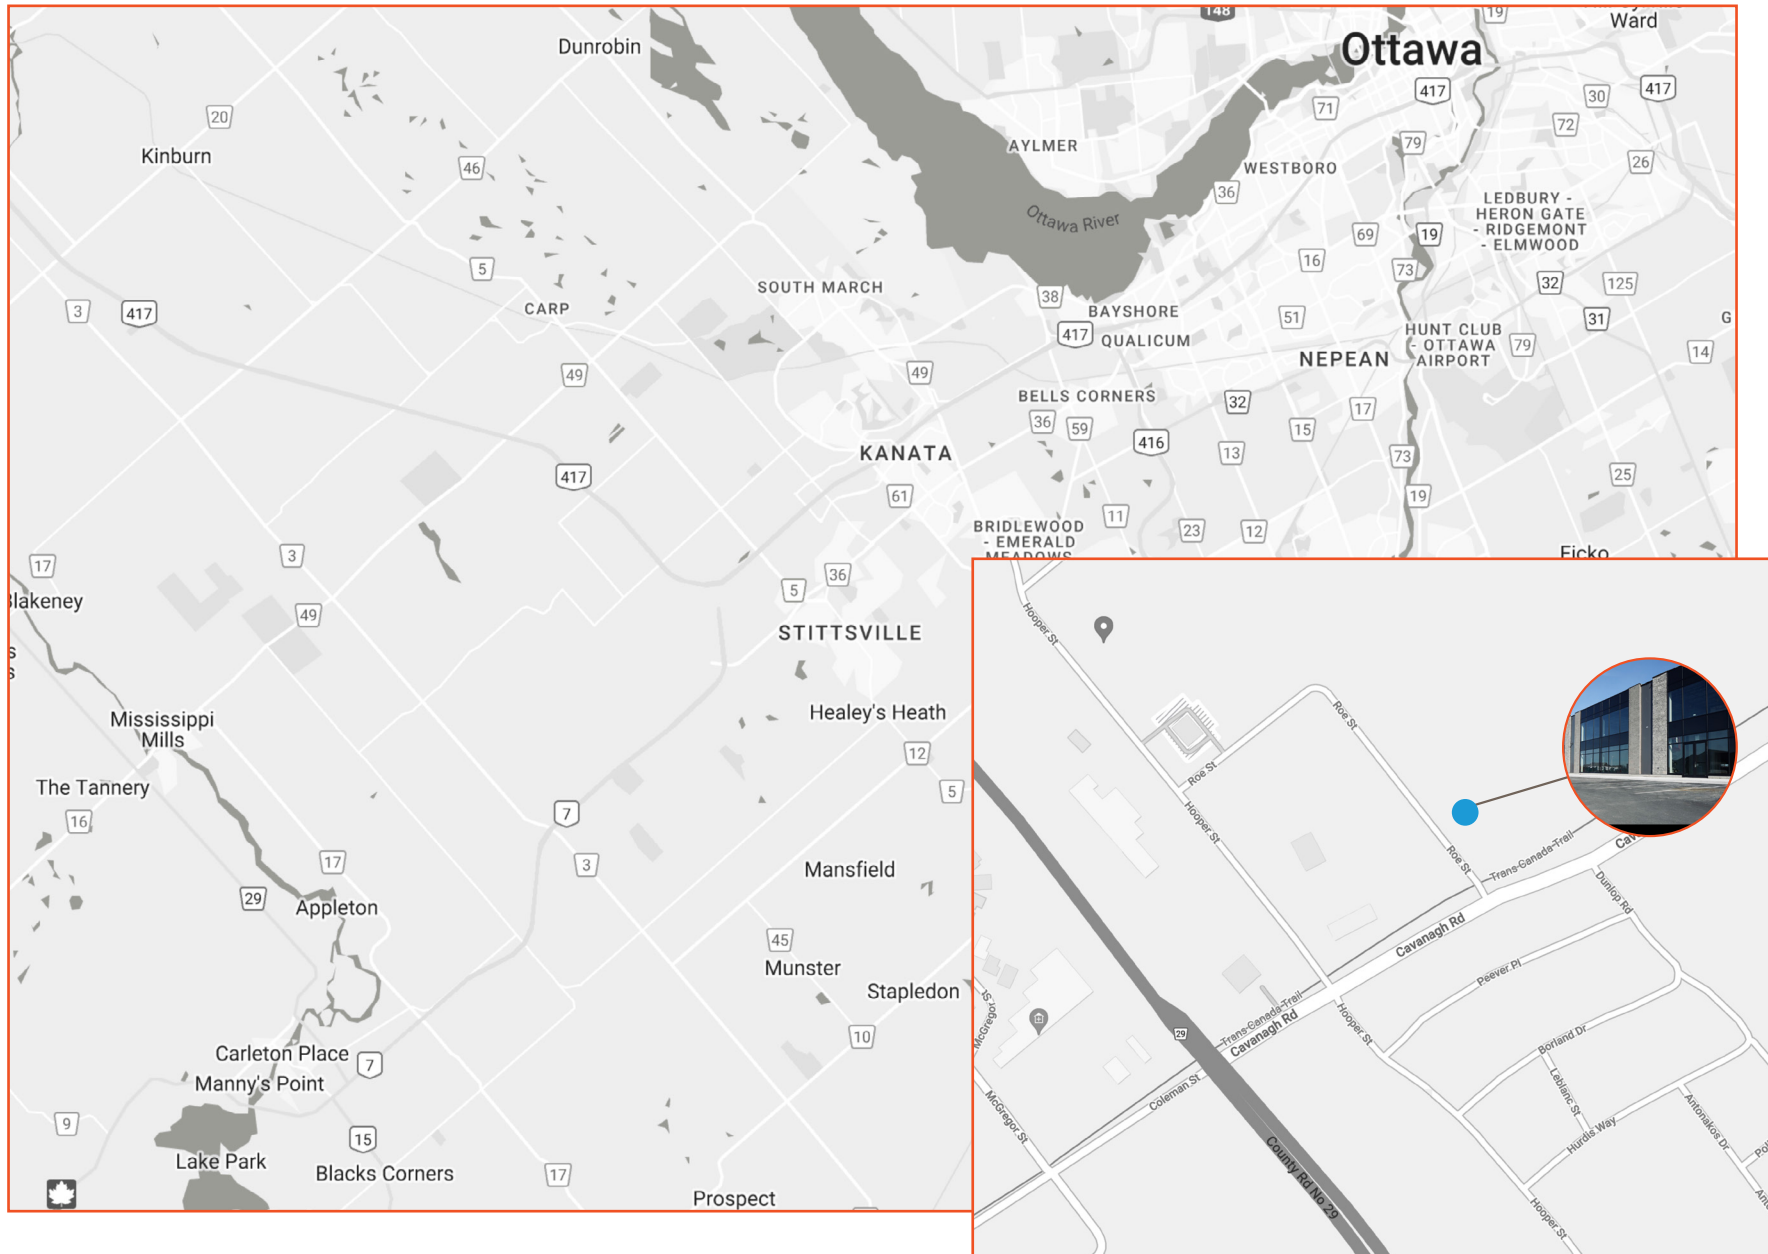 148
19
Ward
Dunrobin
Ottawa
417
30
417
20
71
72
Kinburn
46
AYLMER
79
26
WESTBORO
36
LEDBURY -
HERON GATE
- RIDGEMONT
- ELMWOOD
Ottawa River
69
19
5
16
73
SOUTH MARCH
38
32
125
3
417
CARP
BAYSHORE
51
31
G
417
QUALICUM
HUNT CLUB
- OTTAWA
AIRPORT
79
14
NEPEAN
49
49
BELLS CORNERS
32
17
36
59
15
416
KANATA
13
73
417
61
25
19
11
BRIDLEWOOD
- EMERALD
MEADOWS
23
12
3
Ficko
17
36
5
Blakeney
49
STITTSVILLE
Healey's Heath
Mississippi
Mills
12
The Tannery
5
7
16
17
3
Mansfield
29
Appleton
45
Munster
Stapledon
10
Carleton Place
7
Manny's Point
9
15
Lake Park
Blacks Corners
17
Prospect
Hooper St
Roe St
Roe St
Hooper St
Roe St
Trans-Canada-Trail
Dunlop Rd
Cavanagh Rd
Peever Pl
McGregor St
Trans-Canada-Trail
Cavanagh Rd
29
Hooper St
Borland Dr
Coleman St
Leblanc St
McGregor St
Hurdis Way
Antonakos Dr
County Rd No 29
Hooper St